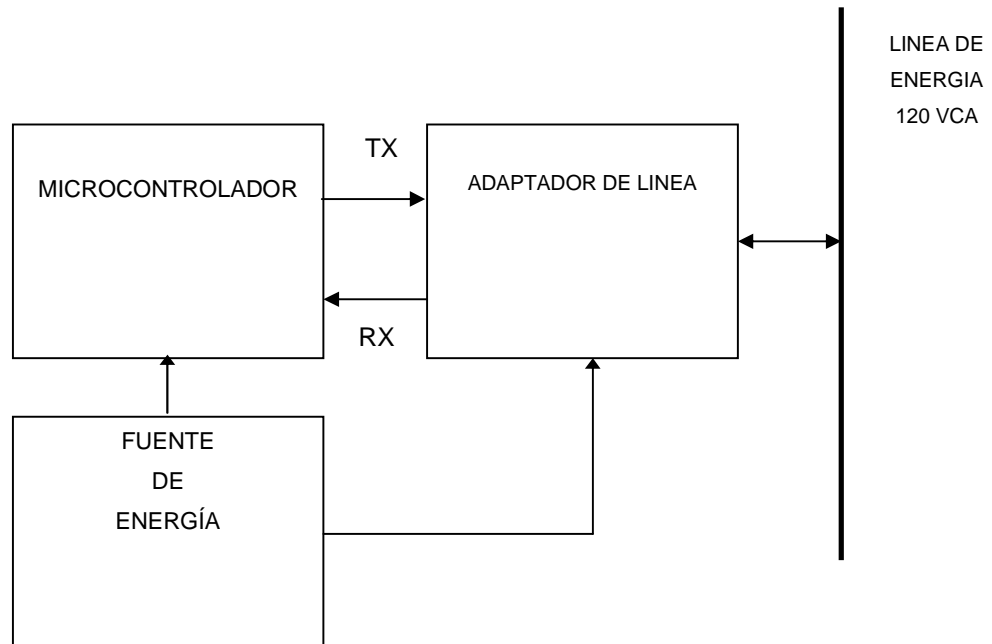 LINEA DE
ENERGIA
120 VCA
TX
MICROCONTROLADOR
ADAPTADOR DE LINEA
RX
FUENTE
DE
ENERGÍA